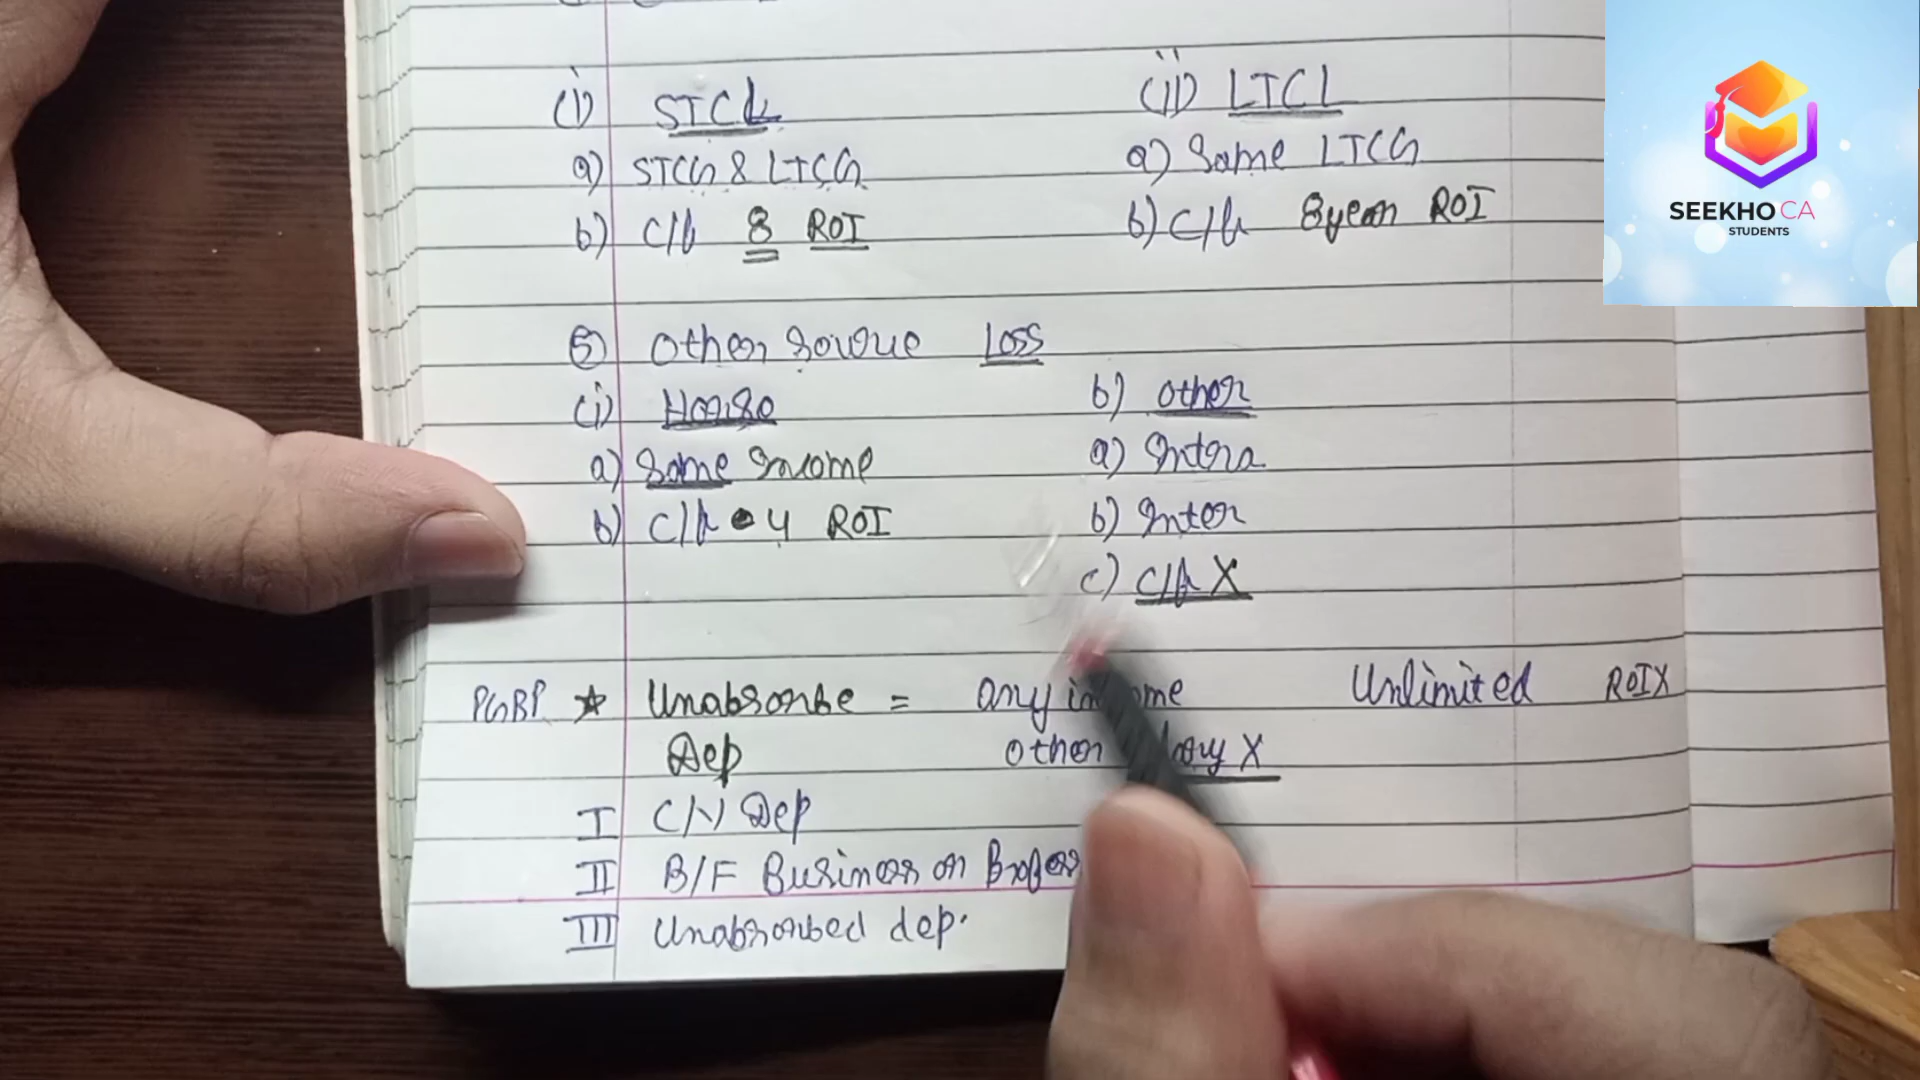 (i) STCL
a) STCG & LTCG
b) C/f 8 ROI
(ii) LTCL
a) Same LTCG
b) C/f 8 year ROI
5) Other Source Loss
(i) Horse
a) Same Income
b) C/f 4 ROI
b) other
a) Intra
b) Inter
c) C/f X
PGBP ★ Unabsorbe = any income Unlimited ROI X
Dep other X
I C/Y Dep
II B/F Business or
III Unabsorbed dep.
SEEKHO CA
STUDENTS